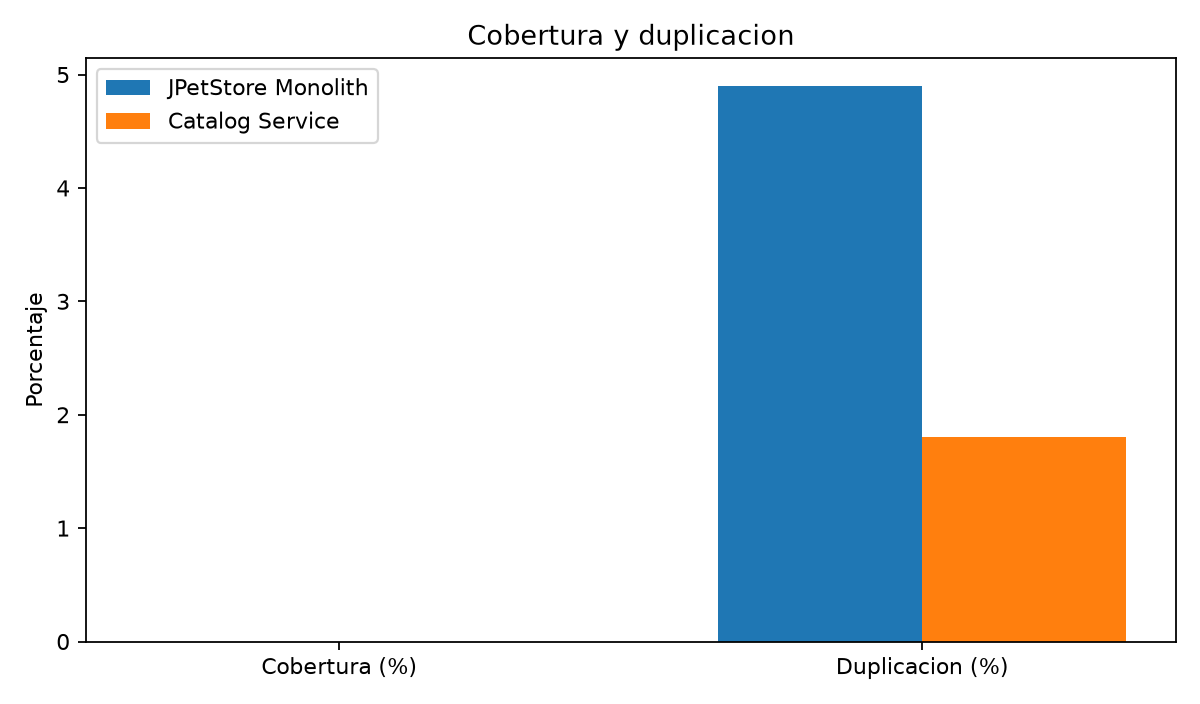 Cobertura y duplicacion
JPetStore Monolith
Catalog Service
Porcentaje
5
4
3
2
1
0
Cobertura (%)
Duplicacion (%)